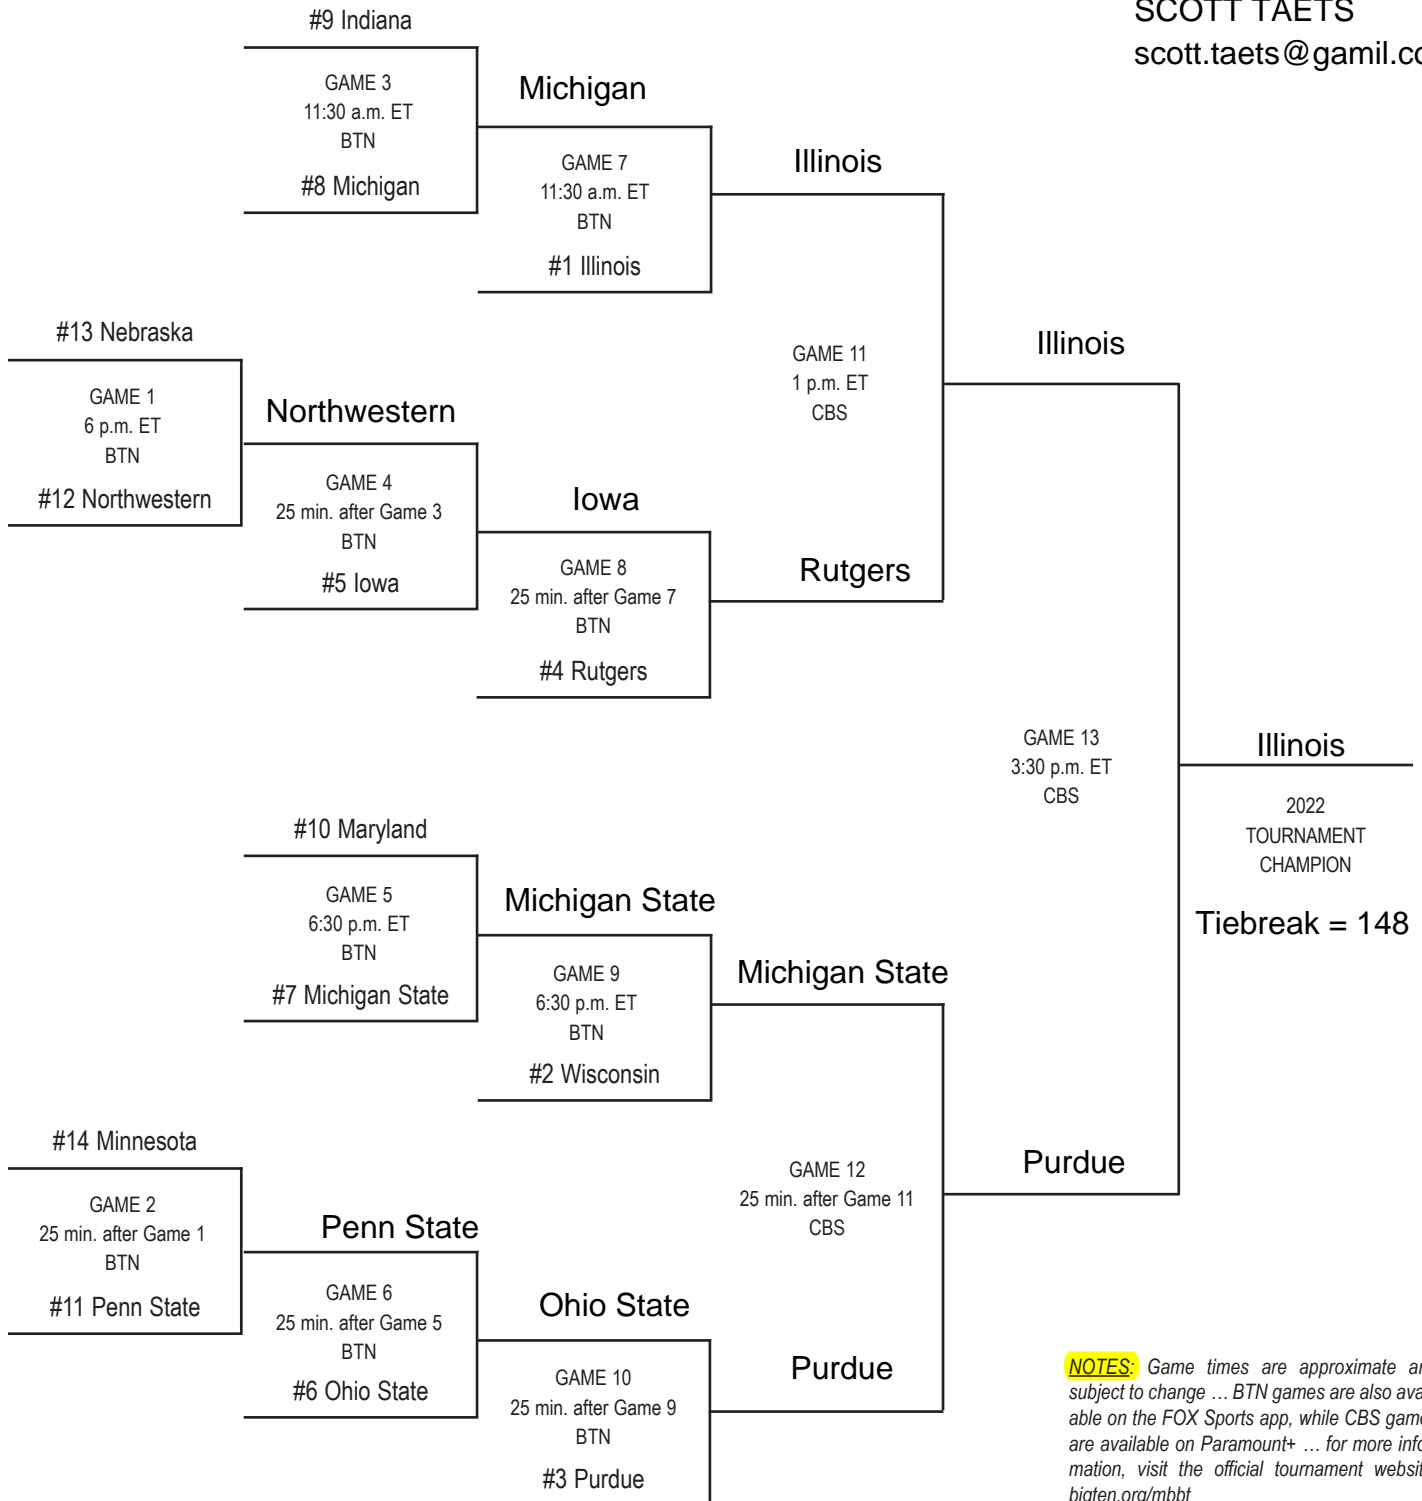 SCOTT TAETS
scott.taets@gamil.co
#9 Indiana
GAME 3
11:30 a.m. ET
BTN
#8 Michigan
Michigan
GAME 7
11:30 a.m. ET
BTN
#1 Illinois
Illinois
#13 Nebraska
GAME 1
6 p.m. ET
BTN
#12 Northwestern
Northwestern
GAME 4
25 min. after Game 3
BTN
#5 Iowa
Iowa
GAME 8
25 min. after Game 7
BTN
#4 Rutgers
Rutgers
GAME 11
1 p.m. ET
CBS
Illinois
GAME 13
3:30 p.m. ET
CBS
Illinois
2022
TOURNAMENT
CHAMPION
Tiebreak = 148
#10 Maryland
GAME 5
6:30 p.m. ET
BTN
#7 Michigan State
Michigan State
GAME 9
6:30 p.m. ET
BTN
#2 Wisconsin
Michigan State
#14 Minnesota
GAME 2
25 min. after Game 1
BTN
#11 Penn State
Penn State
GAME 6
25 min. after Game 5
BTN
#6 Ohio State
Ohio State
GAME 10
25 min. after Game 9
BTN
#3 Purdue
Purdue
GAME 12
25 min. after Game 11
CBS
Purdue
NOTES: Game times are approximate an
subject to change … BTN games are also ava
able on the FOX Sports app, while CBS game
are available on Paramount+ … for more info
mation, visit the official tournament websit
bigten.org/mbbt